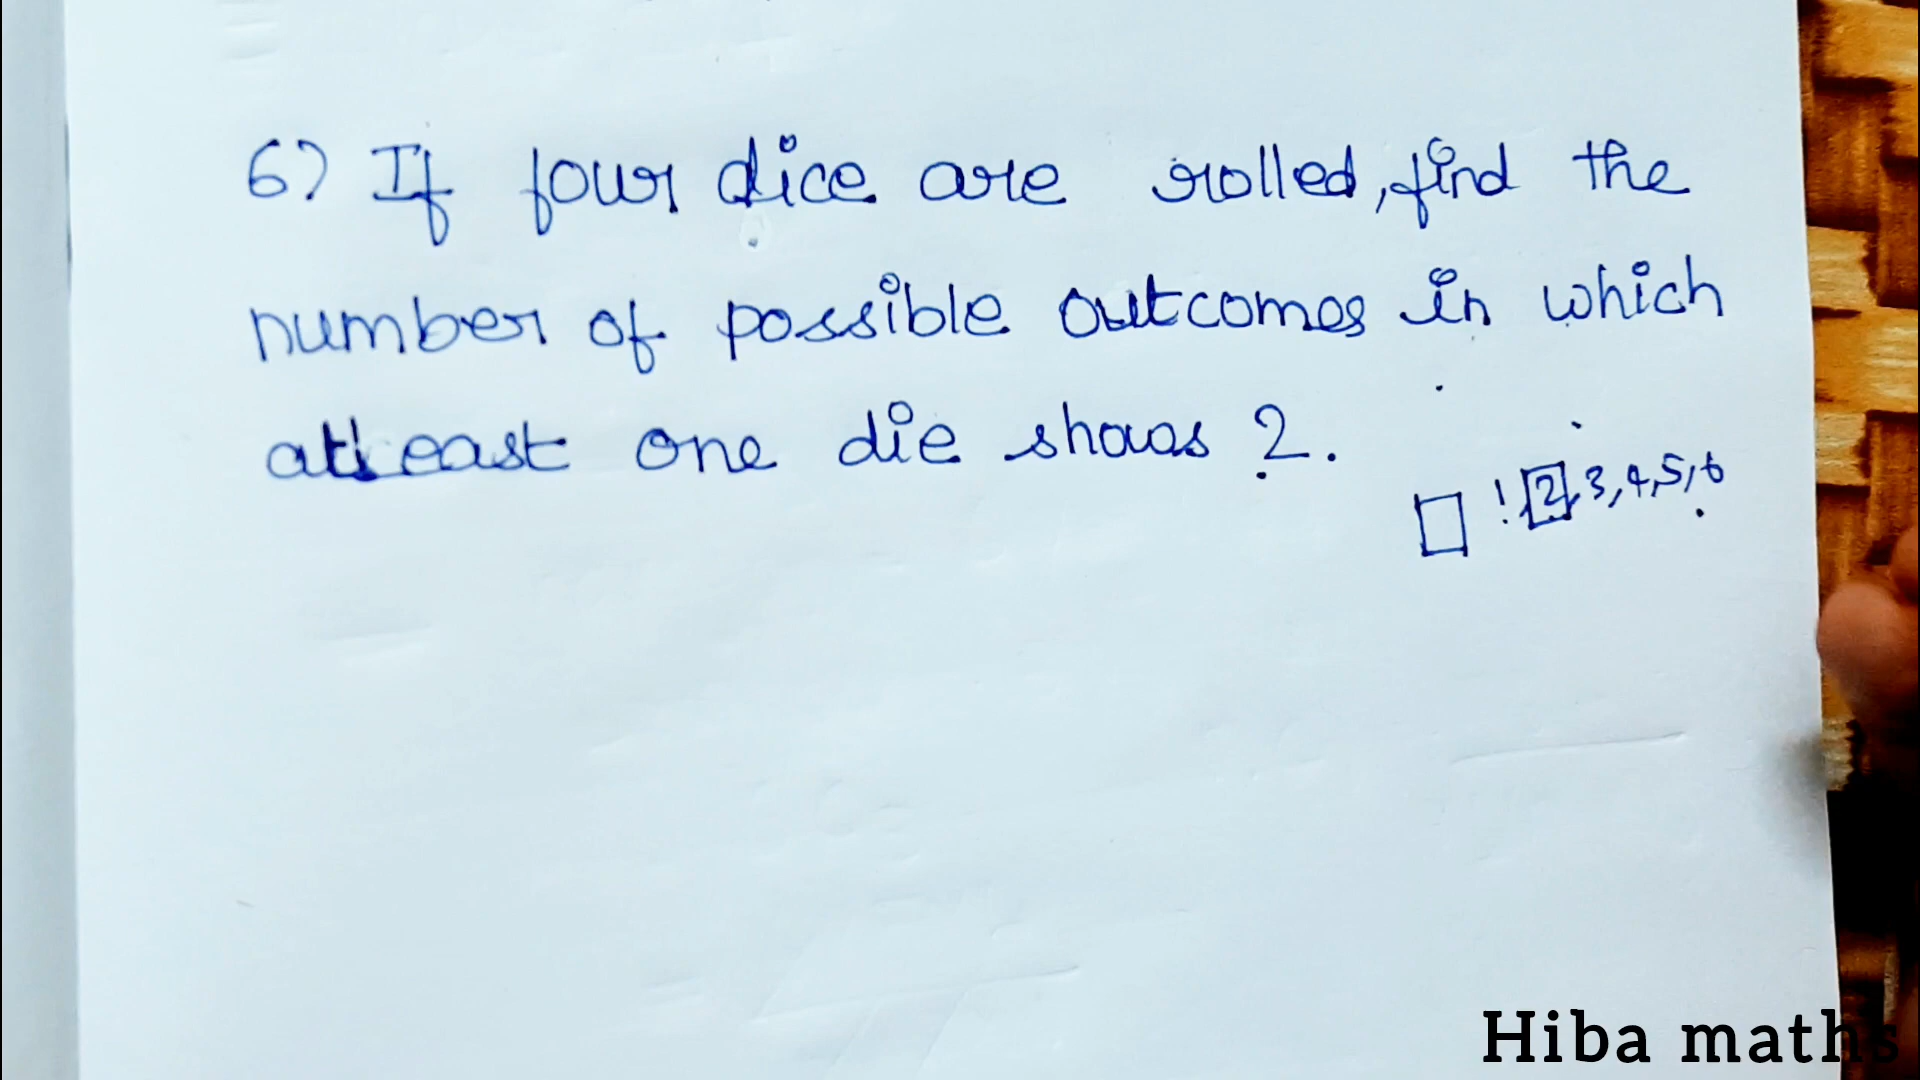 6) If four dice are rolled, find the
number of possible outcomes in which
atleast one die shows 2.
1, 2, 3, 4, 5, 6
Hiba maths